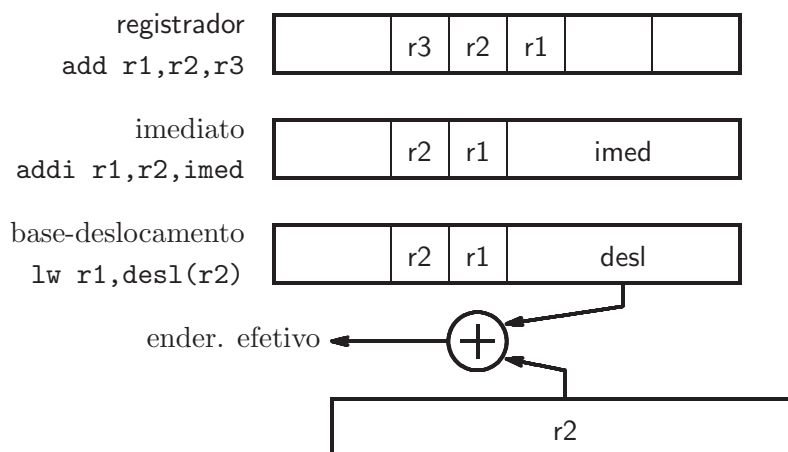 registrador
add r1,r2,r3
r3 r2 r1
imediato
addi r1,r2,imed
r2 r1 imed
base-deslocamento
lw r1,desl(r2)
r2 r1 desl
ender. efetivo
+
r2